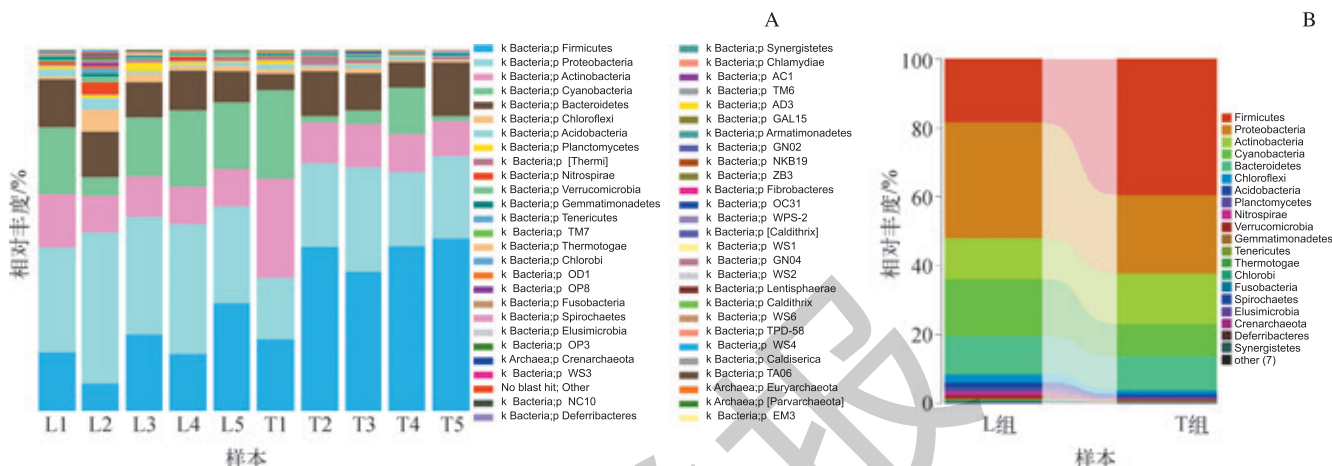 A
B
相对丰度/%
L1 L2 L3 L4 L5 T1 T2 T3 T4 T5
样本
k Bacteria;p Firmicutes
k Bacteria;p Proteobacteria
k Bacteria;p Actinobacteria
k Bacteria;p Cyanobacteria
k Bacteria;p Bacteroidetes
k Bacteria;p Chloroflexi
k Bacteria;p Acidobacteria
k Bacteria;p Planctomycetes
k Bacteria;p [Thermi]
k Bacteria;p Nitrospirae
k Bacteria;p Verrucomicrobia
k Bacteria;p Gemmatimonadetes
k Bacteria;p Tenericutes
k Bacteria;p TM7
k Bacteria;p Thermotogae
k Bacteria;p Chlorobi
k Bacteria;p OD1
k Bacteria;p OP8
k Bacteria;p Fusobacteria
k Bacteria;p Spirochaetes
k Bacteria;p Elusimicrobia
k Bacteria;p OP3
k Archaea;p Crenarchaeota
k Bacteria;p WS3
No blast hit; Other
k Bacteria;p NC10
k Bacteria;p Deferribacteres
k Bacteria;p Synergistetes
k Bacteria;p Chlamydiae
k Bacteria;p AC1
k Bacteria;p TM6
k Bacteria;p AD3
k Bacteria;p GAL15
k Bacteria;p Armatimonadetes
k Bacteria;p GN02
k Bacteria;p NKB19
k Bacteria;p ZB3
k Bacteria;p Fibrobacteres
k Bacteria;p OC31
k Bacteria;p WPS-2
k Bacteria;p [Caldithrix]
k Bacteria;p WS1
k Bacteria;p GN04
k Bacteria;p WS2
k Bacteria;p Lentisphaerae
k Bacteria;p Caldithrix
k Bacteria;p WS6
k Bacteria;p TPD-58
k Bacteria;p WS4
k Bacteria;p Caldiserica
k Bacteria;p TA06
k Archaea;p Euryarchaeota
k Archaea;p [Parvarchaeota]
k Bacteria;p EM3
相对丰度/%
100
80
60
40
20
0
L组 T组
样本
Firmicutes
Proteobacteria
Actinobacteria
Cyanobacteria
Bacteroidetes
Chloroflexi
Acidobacteria
Planctomycetes
Nitrospirae
Verrucomicrobia
Gemmatimonadetes
Tenericutes
Thermotogae
Chlorobi
Fusobacteria
Spirochaetes
Elusimicrobia
Crenarchaeota
Deferribacteres
Synergistetes
other (7)
报